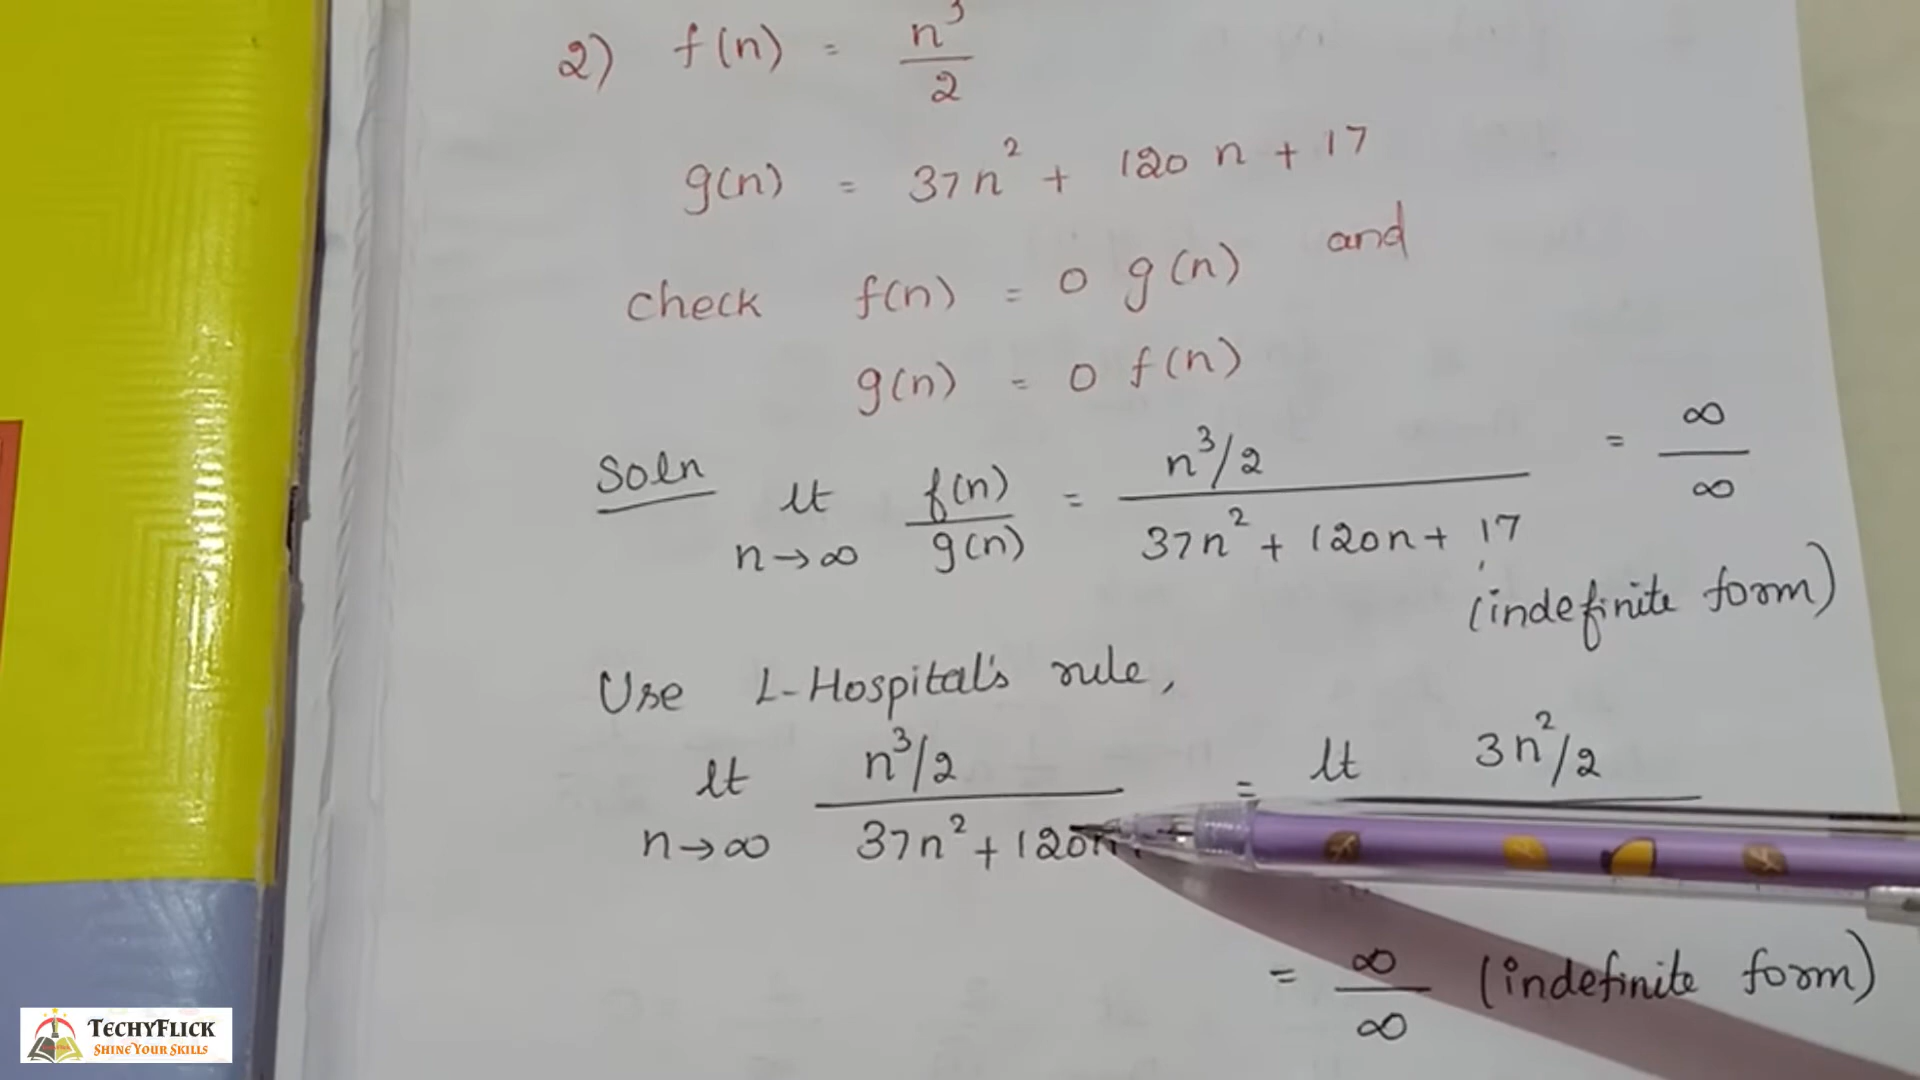 2) f(n) = n³/2
g(n) = 37n² + 120 n + 17
check f(n) = O g(n) and
g(n) = O f(n)
Soln lt n→∞ f(n)/g(n) = n³/2 / 37n² + 120n + 17 = ∞/∞
(indefinite form)
Use L-Hospital's rule,
lt n→∞ n³/2 / 37n² + 120n = lt 3n²/2
= ∞/∞ (indefinite form)
TECHYFLICK
SHINE YOUR SKILLS